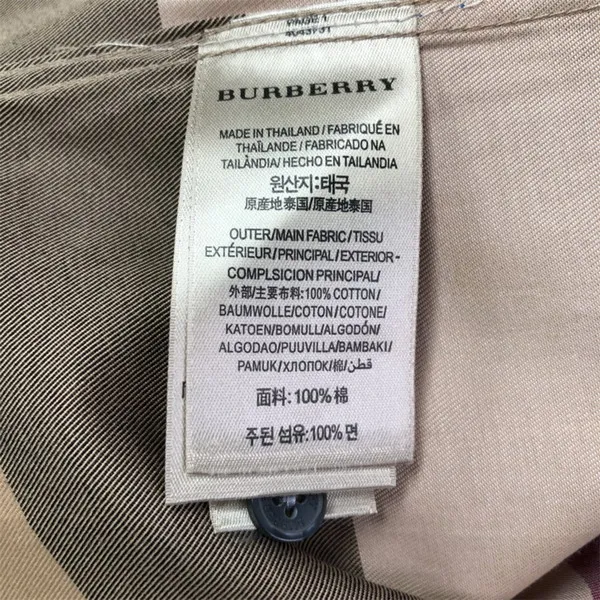 4043731
BURBERRY
MADE IN THAILAND/FABRIQUÉ EN
THAÏLANDE/FABRICADO NA
TAILÂNDIA/HECHO EN TAILANDIA
원산지:태국
原産地泰国/原産地泰国
OUTER/MAIN FABRIC/TISSU
EXTÉRIEUR/PRINCIPAL/EXTERIOR-
COMPLSICION PRINCIPAL/
外部/主要布料:100% COTTON/
BAUMWOLLE/COTON/COTONE/
KATOEN/BOMULL/ALGODÓN/
ALGODAO/PUUVILLA/BAMBAKI/
PAMUK/ХЛОПОК/棉/قطن
面料:100%棉
주된 섬유:100% 면